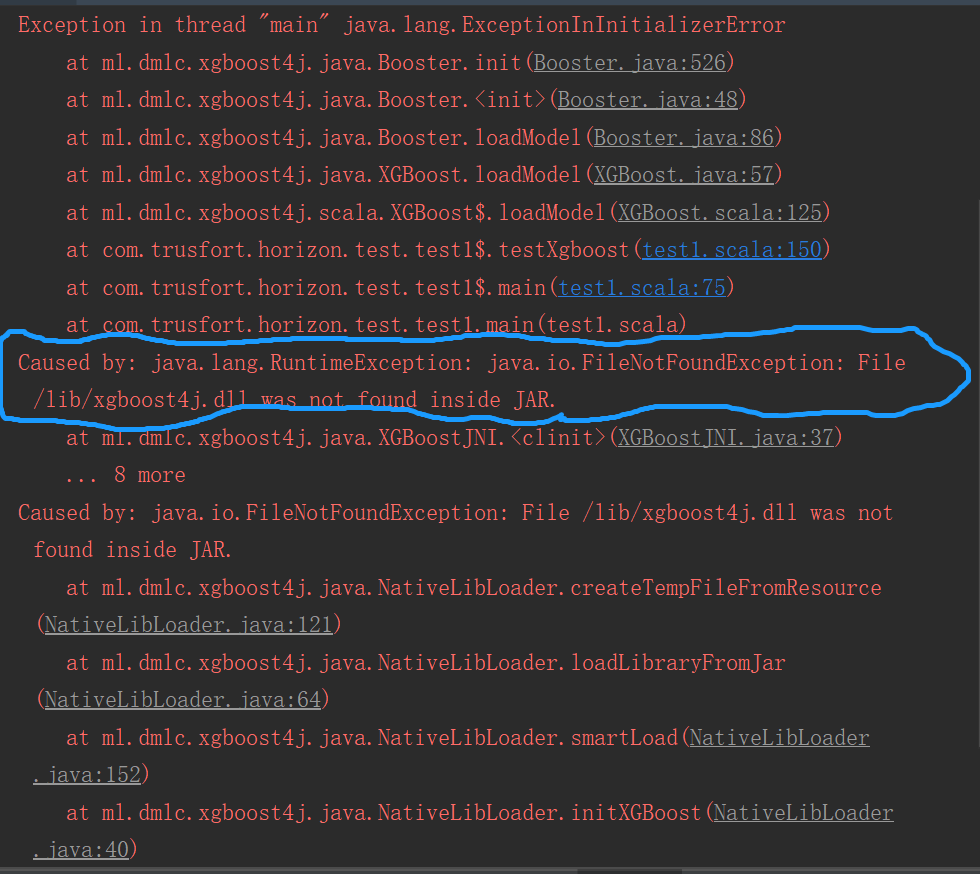 Exception in thread "main" java.lang.ExceptionInInitializerError
at ml.dmlc.xgboost4j.java.Booster.init(Booster.java:526)
at ml.dmlc.xgboost4j.java.Booster.<init>(Booster.java:48)
at ml.dmlc.xgboost4j.java.Booster.loadModel(Booster.java:86)
at ml.dmlc.xgboost4j.java.XGBoost.loadModel(XGBoost.java:57)
at ml.dmlc.xgboost4j.scala.XGBoost$.loadModel(XGBoost.scala:125)
at com.trusfort.horizon.test.test1$.testXgboost(test1.scala:150)
at com.trusfort.horizon.test.test1$.main(test1.scala:75)
at com.trusfort.horizon.test.test1.main(test1.scala)
Caused by: java.lang.RuntimeException: java.io.FileNotFoundException: File
/lib/xgboost4j.dll was not found inside JAR.
at ml.dmlc.xgboost4j.java.XGBoostJNI.<clinit>(XGBoostJNI.java:37)
... 8 more
Caused by: java.io.FileNotFoundException: File /lib/xgboost4j.dll was not
found inside JAR.
at ml.dmlc.xgboost4j.java.NativeLibLoader.createTempFileFromResource
(NativeLibLoader.java:121)
at ml.dmlc.xgboost4j.java.NativeLibLoader.loadLibraryFromJar
(NativeLibLoader.java:64)
at ml.dmlc.xgboost4j.java.NativeLibLoader.smartLoad(NativeLibLoader
.java:152)
at ml.dmlc.xgboost4j.java.NativeLibLoader.initXGBoost(NativeLibLoader
.java:40)